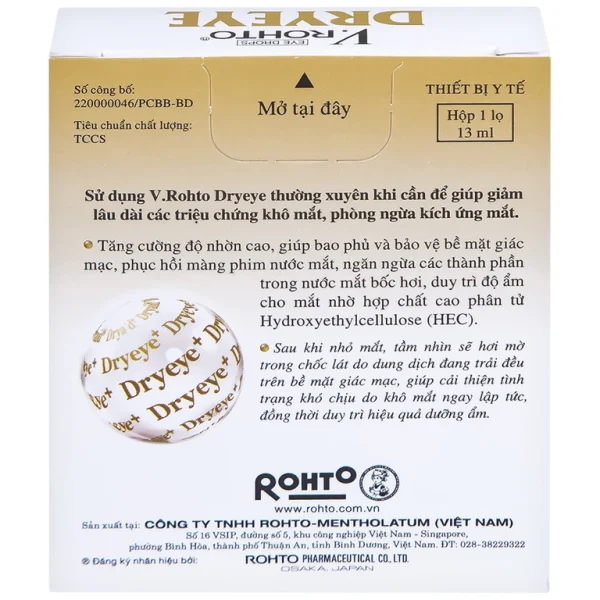 DRYEYE
V.ROHTO®
[EYE DROPS]
Số công bố:
220000046/PCBB-BD
Tiêu chuẩn chất lượng:
TCCS
Mở tại đây
THIẾT BỊ Y TẾ
Hộp 1 lọ
13 ml
Sử dụng V.Rohto Dryeye thường xuyên khi cần để giúp giảm
lâu dài các triệu chứng khô mắt, phòng ngừa kích ứng mắt.
Tăng cường độ nhờn cao, giúp bao phủ và bảo vệ bề mặt giác
mạc, phục hồi màng phim nước mắt, ngăn ngừa các thành phần
trong nước mắt bốc hơi, duy trì độ ẩm
cho mắt nhờ hợp chất cao phân tử
Hydroxyethylcellulose (HEC).
Sau khi nhỏ mắt, tầm nhìn sẽ hơi mờ
trong chốc lát do dung dịch đang trải đều
trên bề mặt giác mạc, giúp cải thiện tình
trạng khó chịu do khô mắt ngay lập tức,
đồng thời duy trì hiệu quả dưỡng ẩm.
Dryeye+
Dryeye+
Dryeye+
Dryeye+
ROHTO
www.rohto.com.vn
Sản xuất tại: CÔNG TY TNHH ROHTO-MENTHOLATUM (VIỆT NAM)
Số 16 VSIP, đường số 5, khu công nghiệp Việt Nam - Singapore,
phường Bình Hòa, thành phố Thuận An, tỉnh Bình Dương, Việt Nam. ĐT: 028-38229322
® Đăng ký nhãn hiệu bởi: ROHTO PHARMACEUTICAL CO., LTD.
OSAKA, JAPAN